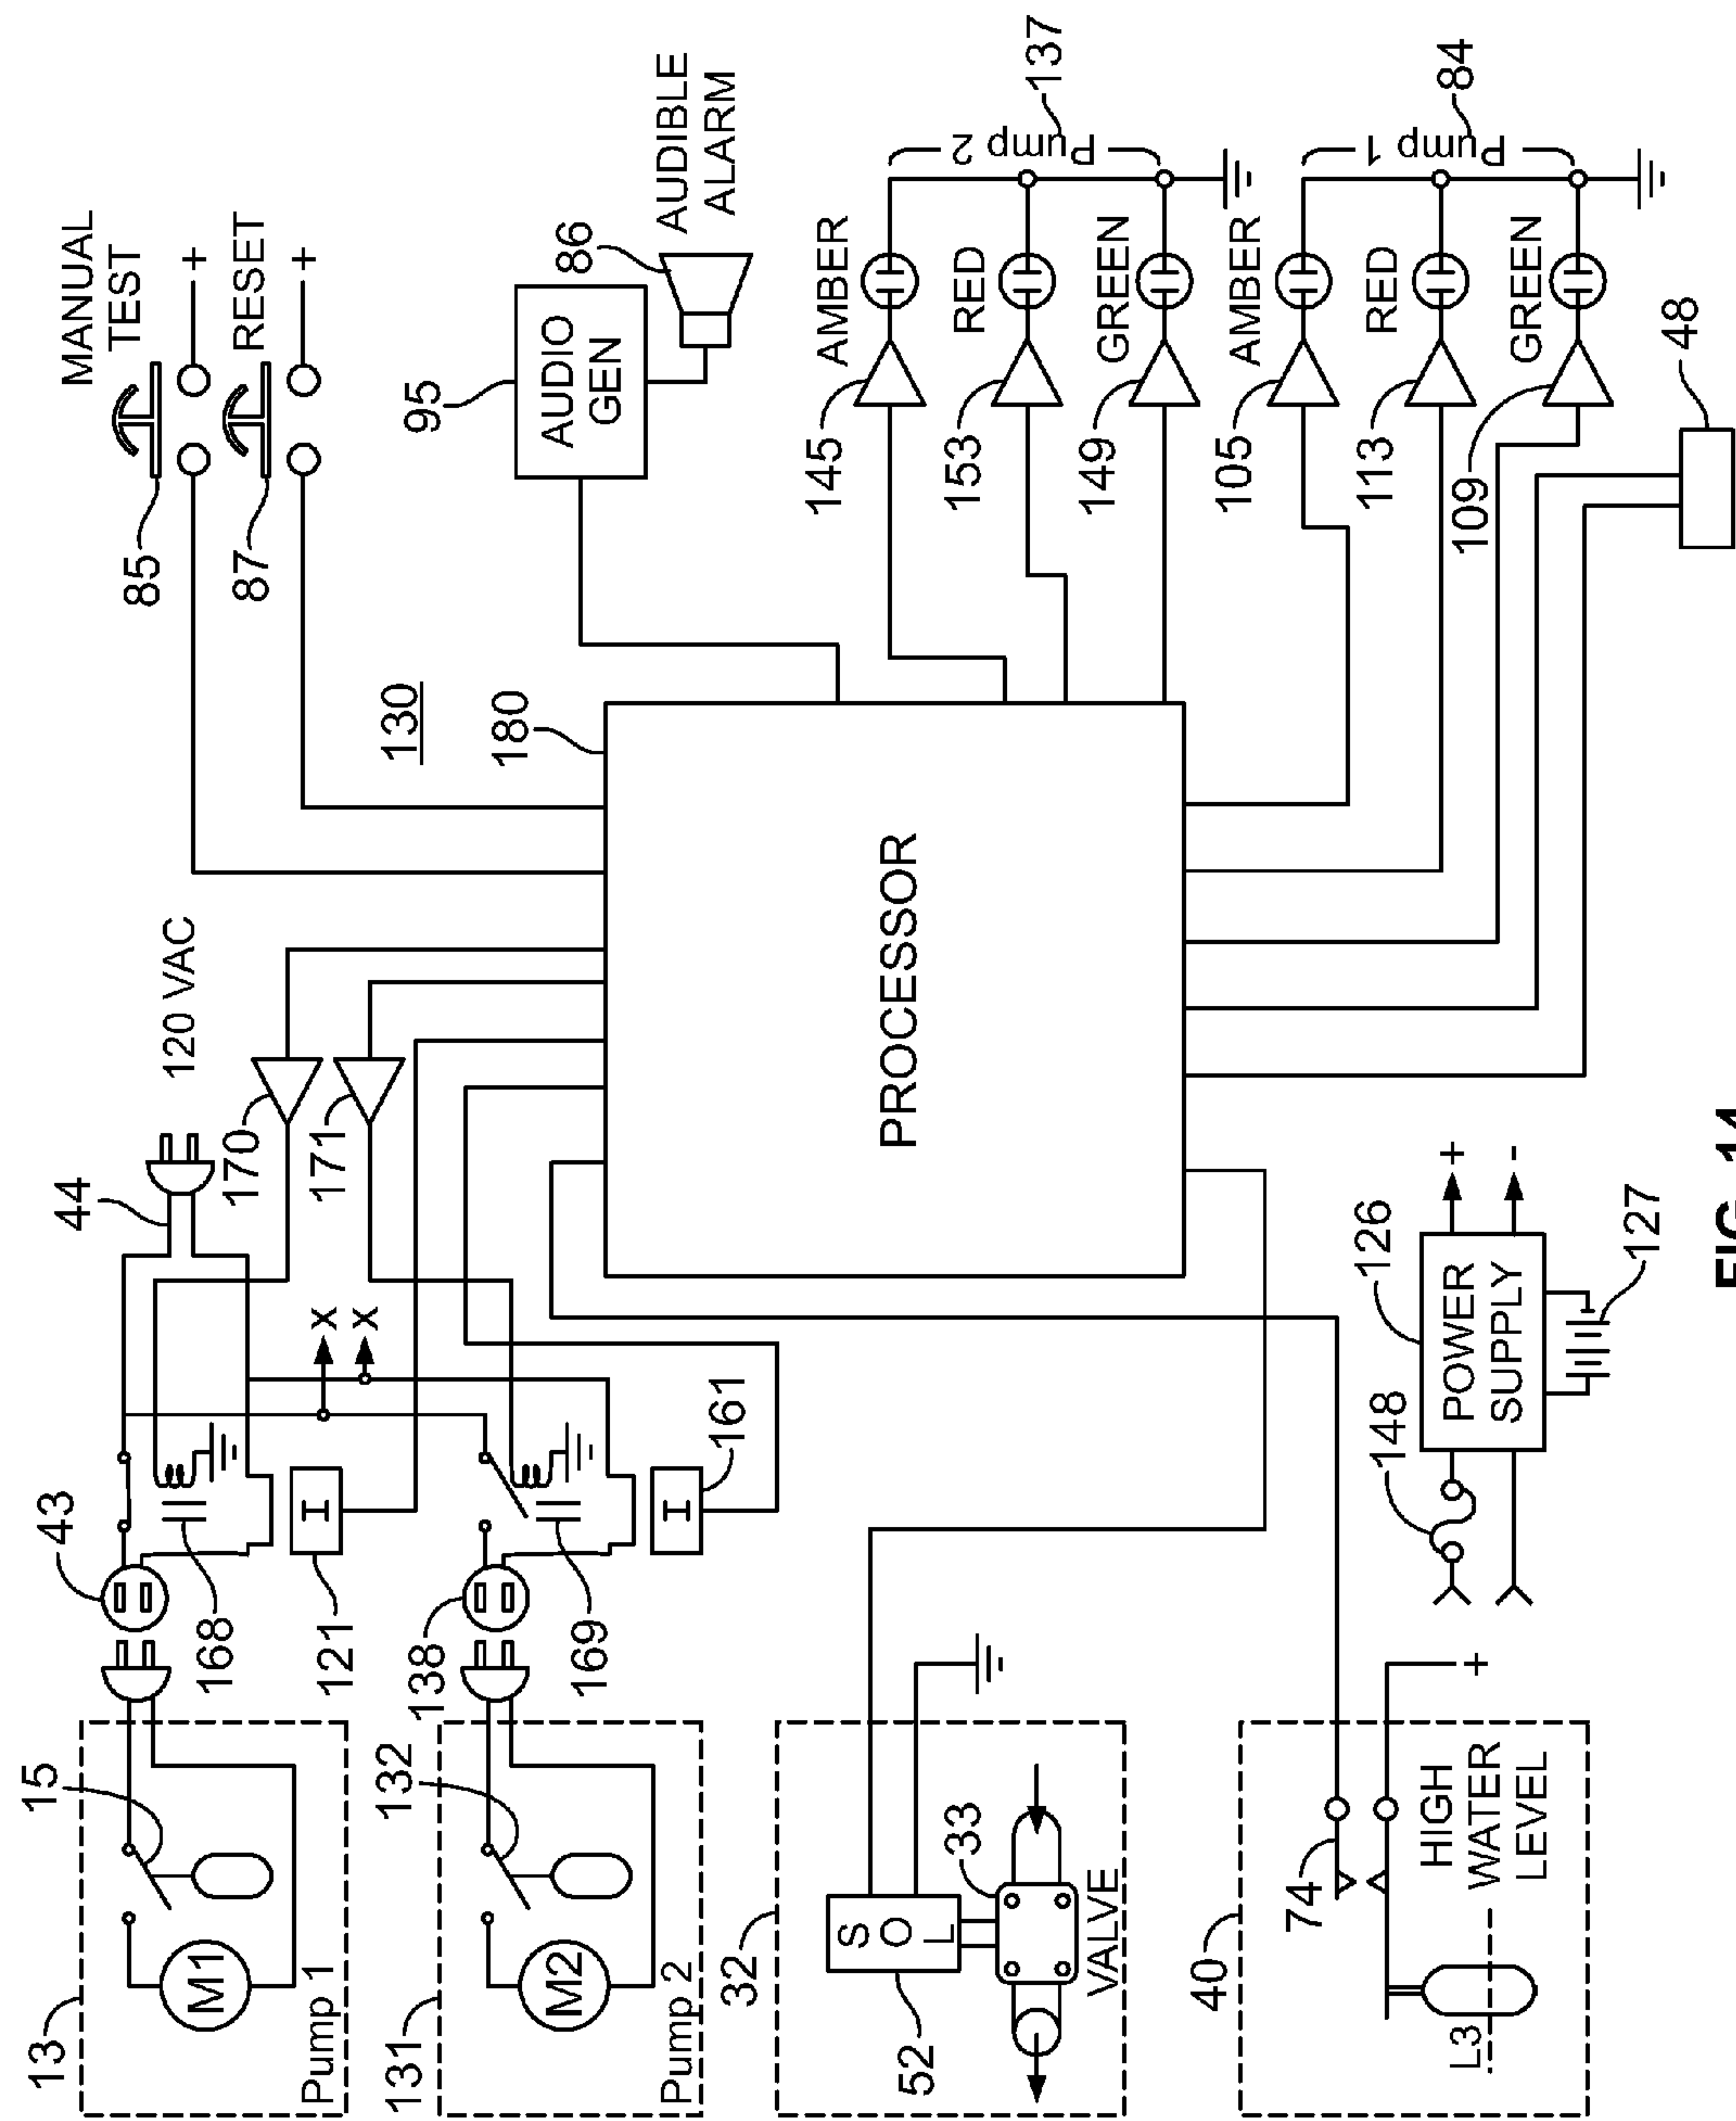 13
15
M1
Pump 1
43
168
121
I
44
120 VAC
170
171
X
X
MANUAL
TEST
+
85
RESET
+
87
131
132
M2
Pump 2
138
169
I
161
130
180
PROCESSOR
95
AUDIO
GEN
86
AUDIBLE
ALARM
145
AMBER
153
RED
149
GREEN
Pump 2
137
105
AMBER
113
RED
109
GREEN
Pump 1
84
48
32
S
O
L
52
33
VALVE
40
74
HIGH
WATER
LEVEL
L3
+
148
126
POWER
SUPPLY
+
-
127